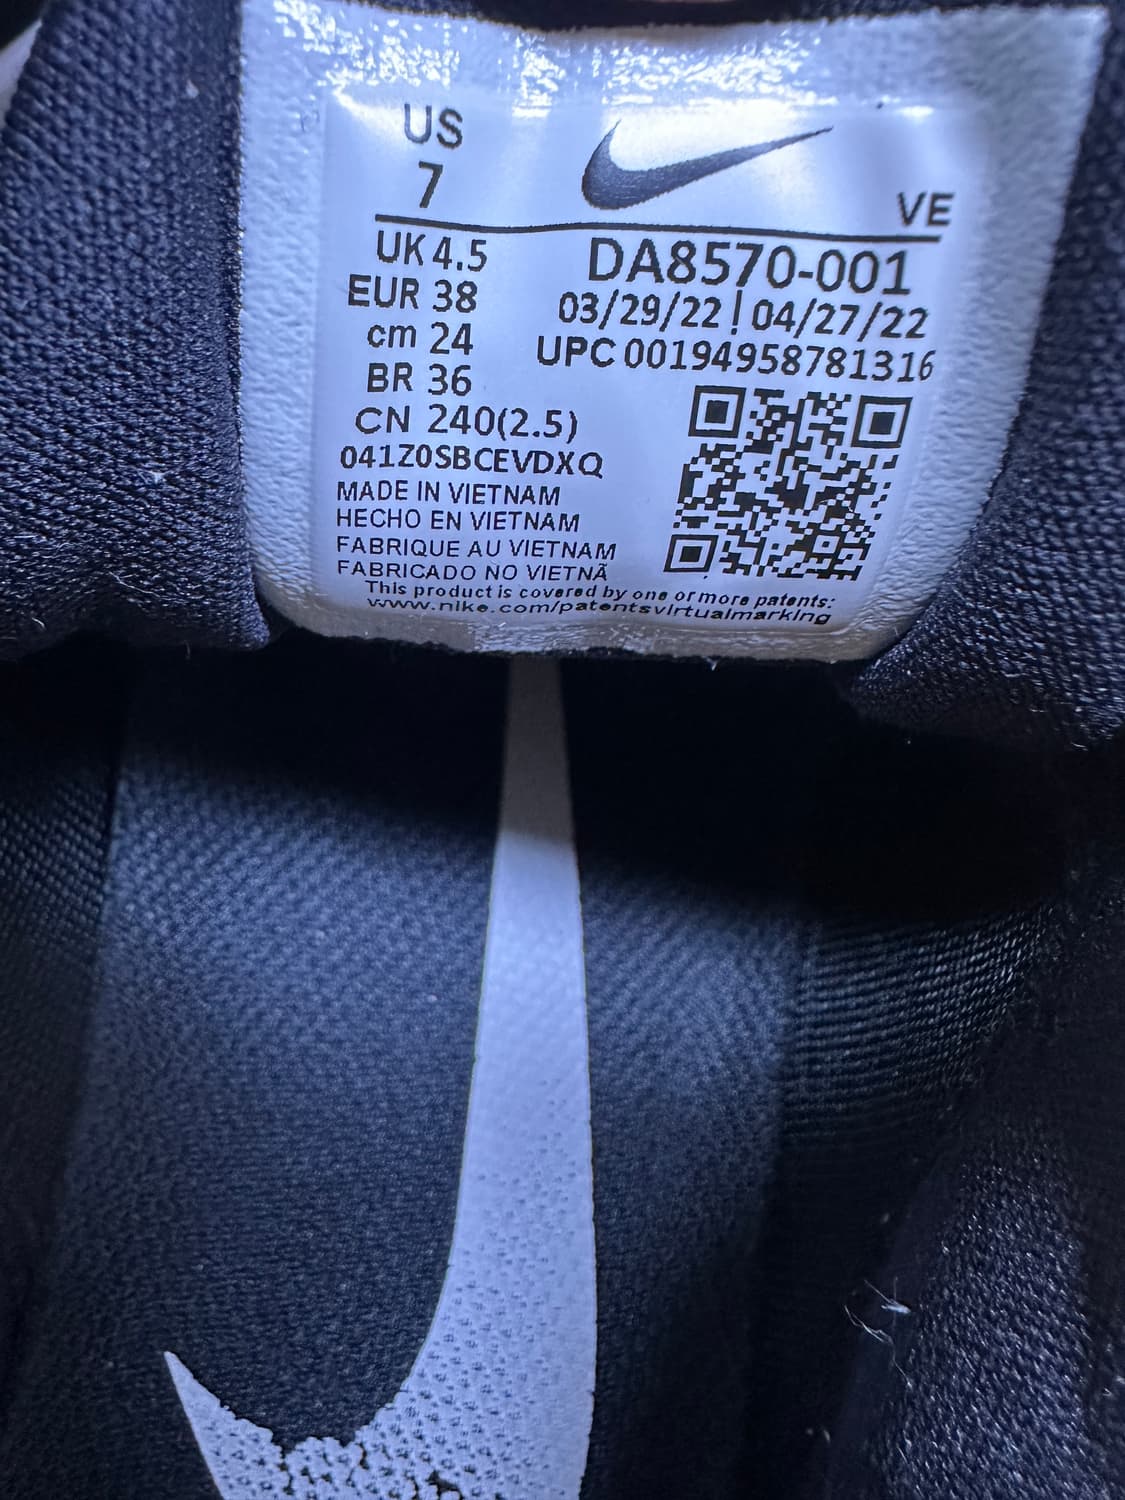 US
7
VE
UK 4.5
EUR 38
cm 24
BR 36
CN 240(2.5)
DA8570-001
03/29/22 | 04/27/22
UPC 00194958781316
041Z0SBCEVDXQ
MADE IN VIETNAM
HECHO EN VIETNAM
FABRIQUE AU VIETNAM
FABRICADO NO VIETNÃ
This product is covered by one or more patents:
www.nike.com/patentsvirtualmarking